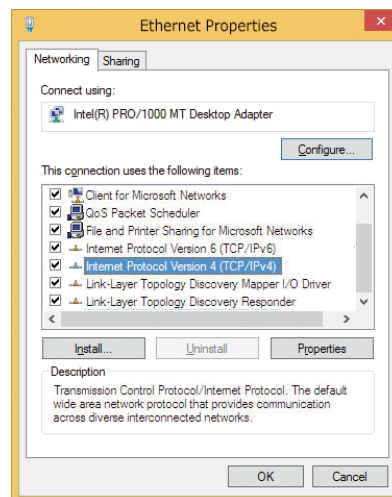 Ethernet Properties
Networking
Sharing
Connect using:
Intel(R) PRO/1000 MT Desktop Adapter
Configure...
This connection uses the following items:
Client for Microsoft Networks
QoS Packet Scheduler
File and Printer Sharing for Microsoft Networks
Internet Protocol Version 6 (TCP/IPv6)
Internet Protocol Version 4 (TCP/IPv4)
Link-Layer Topology Discovery Mapper I/O Driver
Link-Layer Topology Discovery Responder
Install...
Uninstall
Properties
Description
Transmission Control Protocol/Internet Protocol. The default
wide area network protocol that provides communication
across diverse interconnected networks.
OK
Cancel